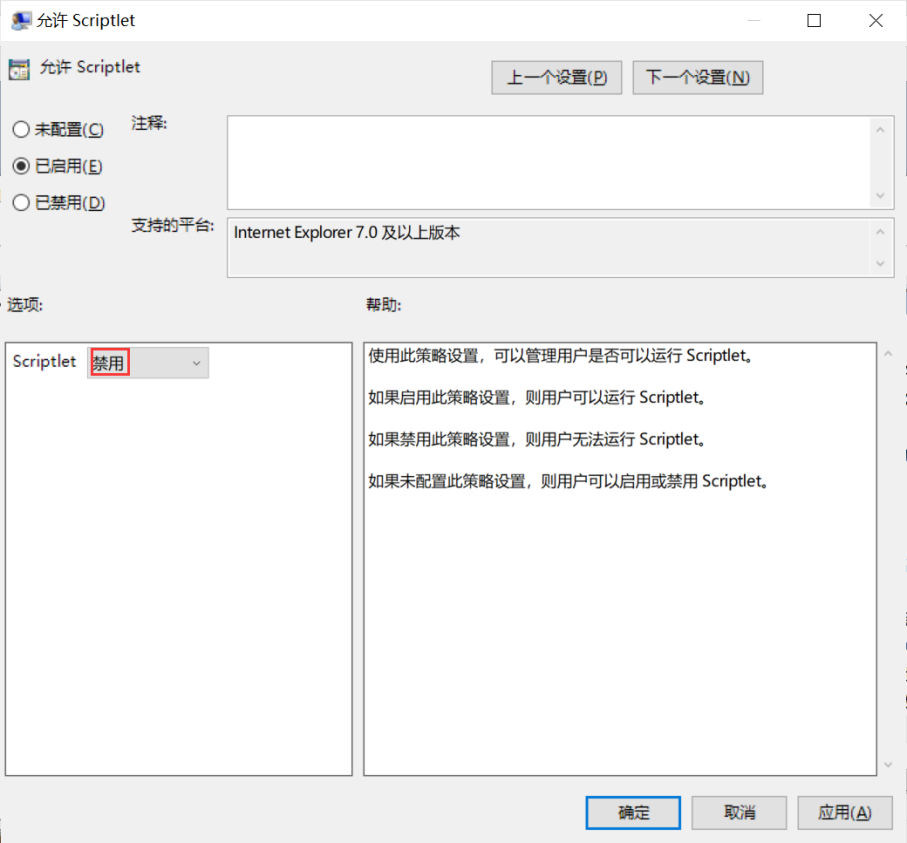 允许 Scriptlet
允许 Scriptlet
上一个设置(P)
下一个设置(N)
未配置(C)
注释:
已启用(E)
已禁用(D)
支持的平台:
Internet Explorer 7.0 及以上版本
选项:
帮助:
Scriptlet
禁用
使用此策略设置，可以管理用户是否可以运行 Scriptlet。
如果启用此策略设置，则用户可以运行 Scriptlet。
如果禁用此策略设置，则用户无法运行 Scriptlet。
如果未配置此策略设置，则用户可以启用或禁用 Scriptlet。
确定
取消
应用(A)